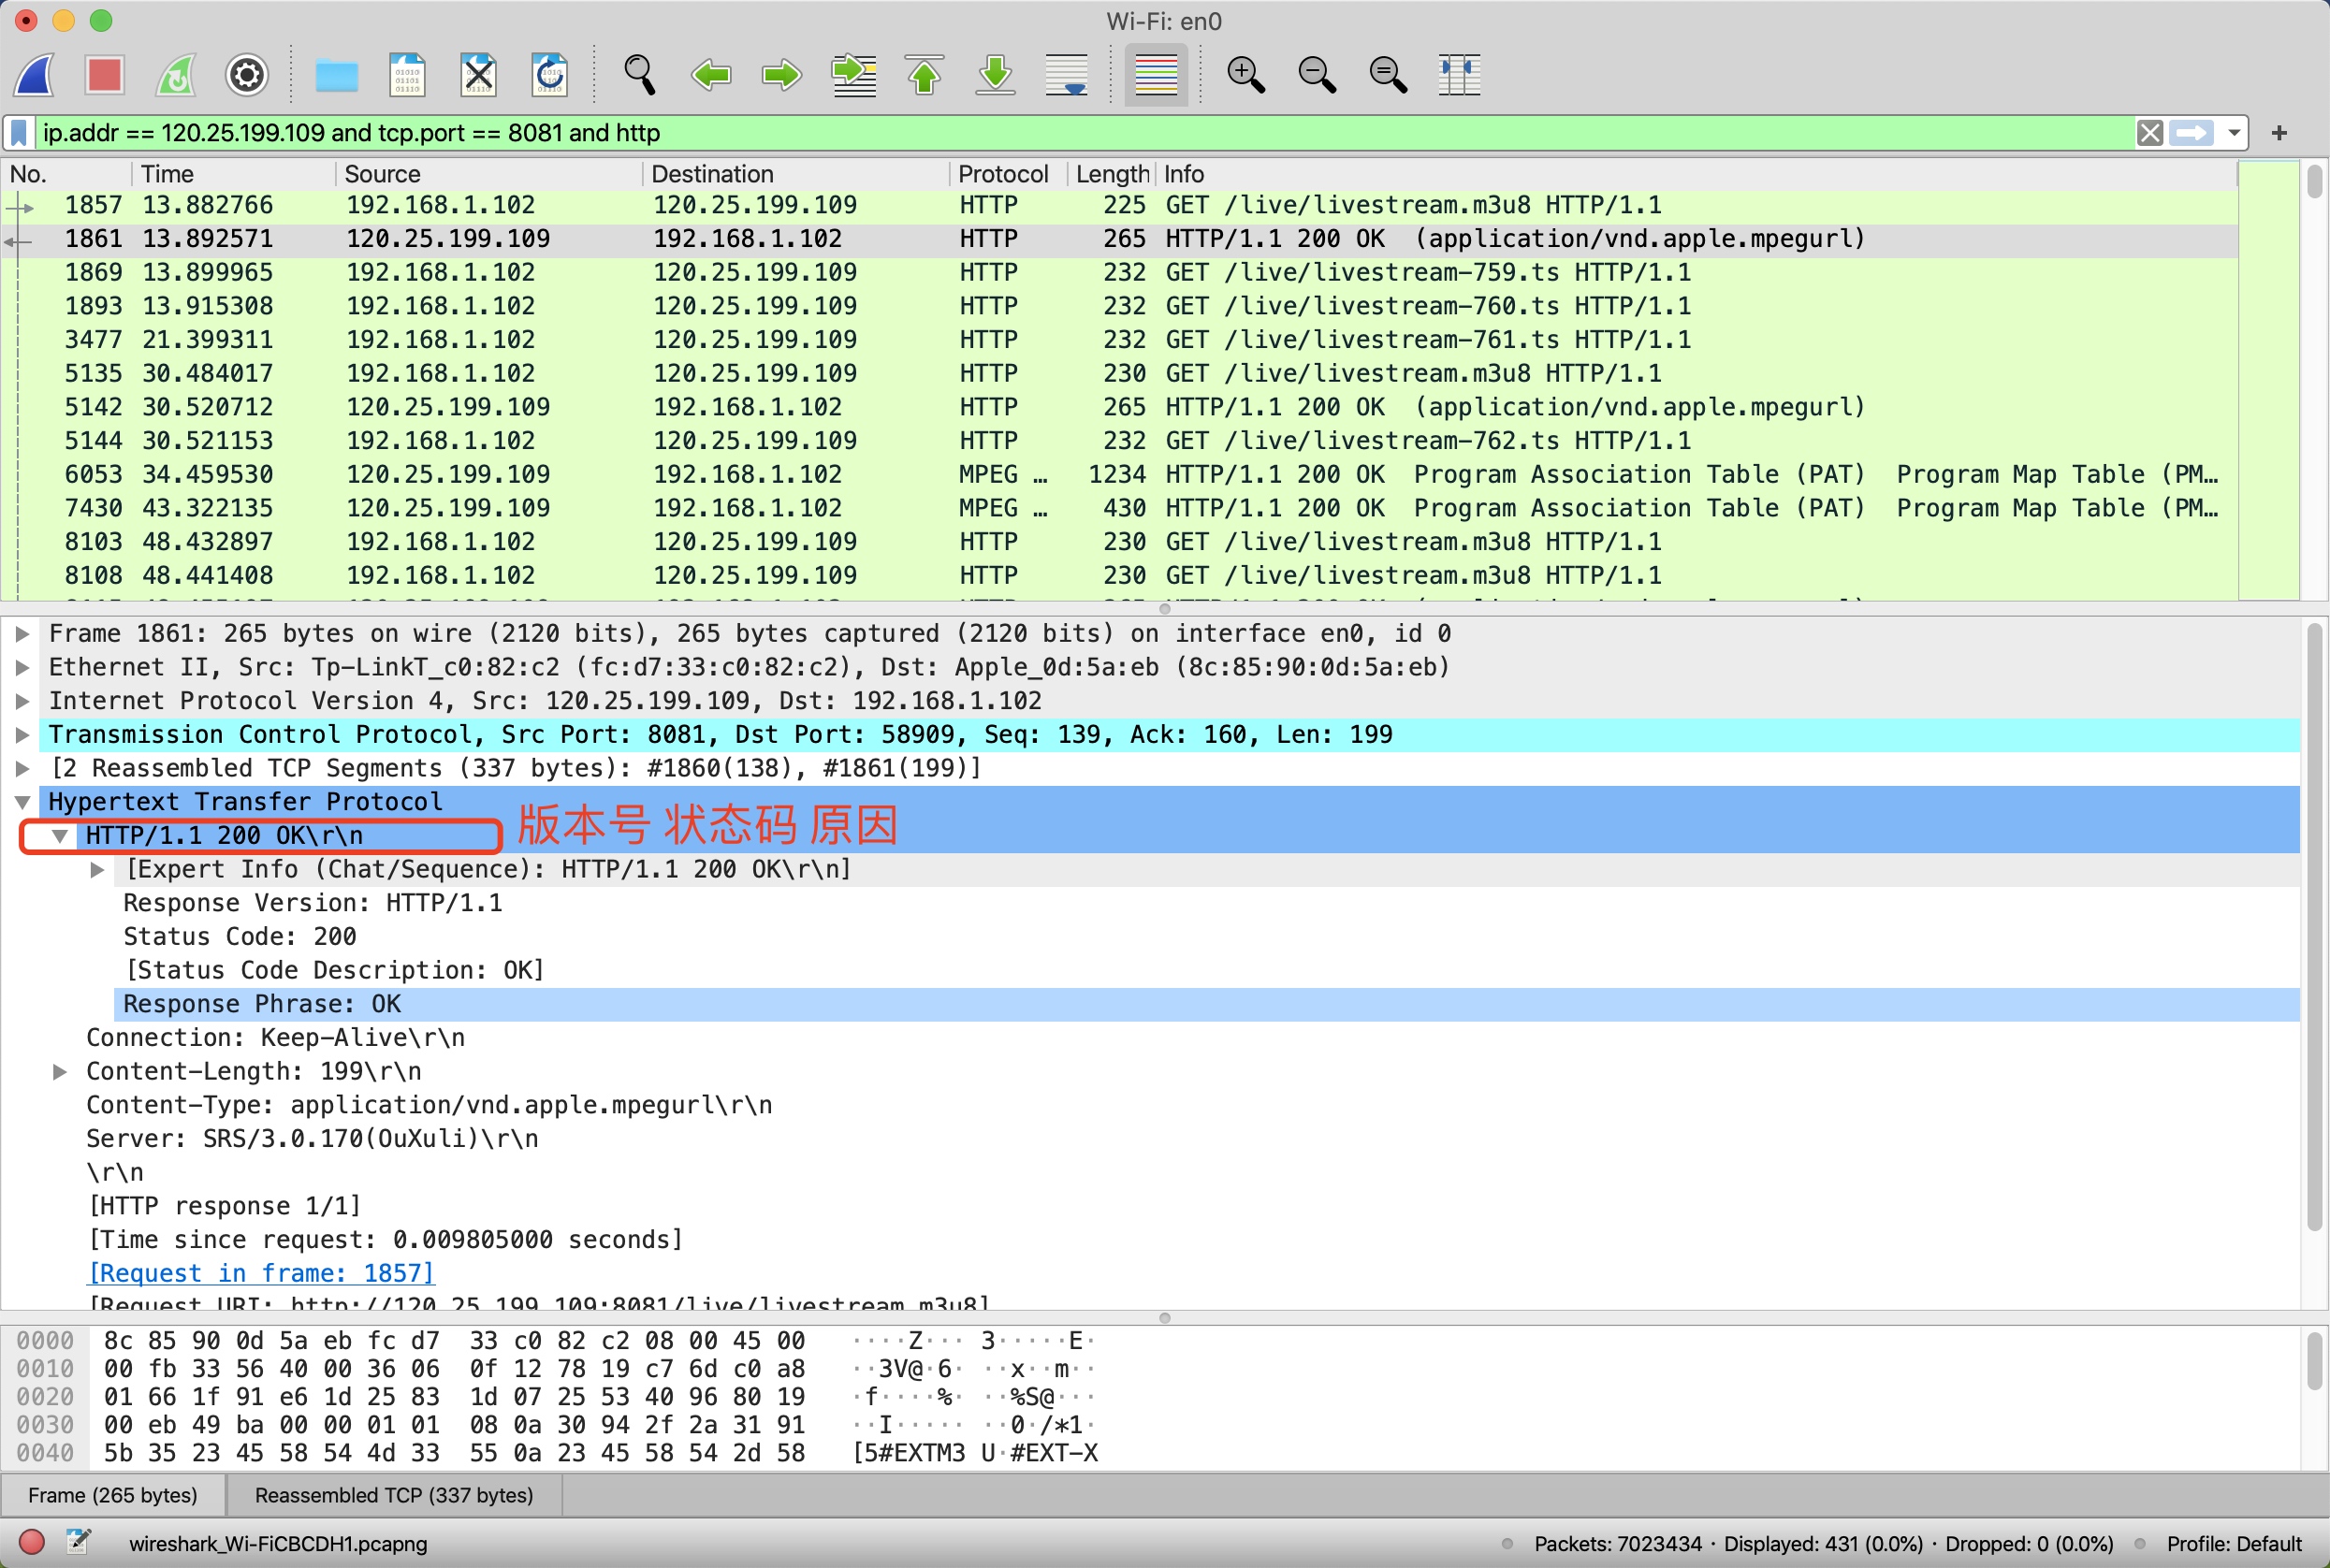 Wi-Fi: en0
ip.addr == 120.25.199.109 and tcp.port == 8081 and http
No. Time Source Destination Protocol Length Info
1857 13.882766 192.168.1.102 120.25.199.109 HTTP 225 GET /live/livestream.m3u8 HTTP/1.1
1861 13.892571 120.25.199.109 192.168.1.102 HTTP 265 HTTP/1.1 200 OK (application/vnd.apple.mpegurl)
1869 13.899965 192.168.1.102 120.25.199.109 HTTP 232 GET /live/livestream-759.ts HTTP/1.1
1893 13.915308 192.168.1.102 120.25.199.109 HTTP 232 GET /live/livestream-760.ts HTTP/1.1
3477 21.399311 192.168.1.102 120.25.199.109 HTTP 232 GET /live/livestream-761.ts HTTP/1.1
5135 30.484017 192.168.1.102 120.25.199.109 HTTP 230 GET /live/livestream.m3u8 HTTP/1.1
5142 30.520712 120.25.199.109 192.168.1.102 HTTP 265 HTTP/1.1 200 OK (application/vnd.apple.mpegurl)
5144 30.521153 192.168.1.102 120.25.199.109 HTTP 232 GET /live/livestream-762.ts HTTP/1.1
6053 34.459530 120.25.199.109 192.168.1.102 MPEG … 1234 HTTP/1.1 200 OK Program Association Table (PAT) Program Map Table (PM…
7430 43.322135 120.25.199.109 192.168.1.102 MPEG … 430 HTTP/1.1 200 OK Program Association Table (PAT) Program Map Table (PM…
8103 48.432897 192.168.1.102 120.25.199.109 HTTP 230 GET /live/livestream.m3u8 HTTP/1.1
8108 48.441408 192.168.1.102 120.25.199.109 HTTP 230 GET /live/livestream.m3u8 HTTP/1.1
Frame 1861: 265 bytes on wire (2120 bits), 265 bytes captured (2120 bits) on interface en0, id 0
Ethernet II, Src: Tp-LinkT_c0:82:c2 (fc:d7:33:c0:82:c2), Dst: Apple_0d:5a:eb (8c:85:90:0d:5a:eb)
Internet Protocol Version 4, Src: 120.25.199.109, Dst: 192.168.1.102
Transmission Control Protocol, Src Port: 8081, Dst Port: 58909, Seq: 139, Ack: 160, Len: 199
[2 Reassembled TCP Segments (337 bytes): #1860(138), #1861(199)]
Hypertext Transfer Protocol
HTTP/1.1 200 OK\r\n 版本号 状态码 原因
[Expert Info (Chat/Sequence): HTTP/1.1 200 OK\r\n]
Response Version: HTTP/1.1
Status Code: 200
[Status Code Description: OK]
Response Phrase: OK
Connection: Keep-Alive\r\n
Content-Length: 199\r\n
Content-Type: application/vnd.apple.mpegurl\r\n
Server: SRS/3.0.170(OuXuli)\r\n
\r\n
[HTTP response 1/1]
[Time since request: 0.009805000 seconds]
[Request in frame: 1857]
[Request URI: http://120.25.199.109:8081/live/livestream.m3u8]
0000 8c 85 90 0d 5a eb fc d7 33 c0 82 c2 08 00 45 00 ····Z··· 3·····E·
0010 00 fb 33 56 40 00 36 06 0f 12 78 19 c7 6d c0 a8 ··3V@·6· ··x··m··
0020 01 66 1f 91 e6 1d 25 83 1d 07 25 53 40 96 80 19 ·f····%· ··%S@···
0030 00 eb 49 ba 00 00 01 01 08 0a 30 94 2f 2a 31 91 ··I····· ··0·/*1·
0040 5b 35 23 45 58 54 4d 33 55 0a 23 45 58 54 2d 58 [5#EXTM3 U·#EXT-X
Frame (265 bytes) Reassembled TCP (337 bytes)
wireshark_Wi-FiCBCDH1.pcapng Packets: 7023434 · Displayed: 431 (0.0%) · Dropped: 0 (0.0%) Profile: Default